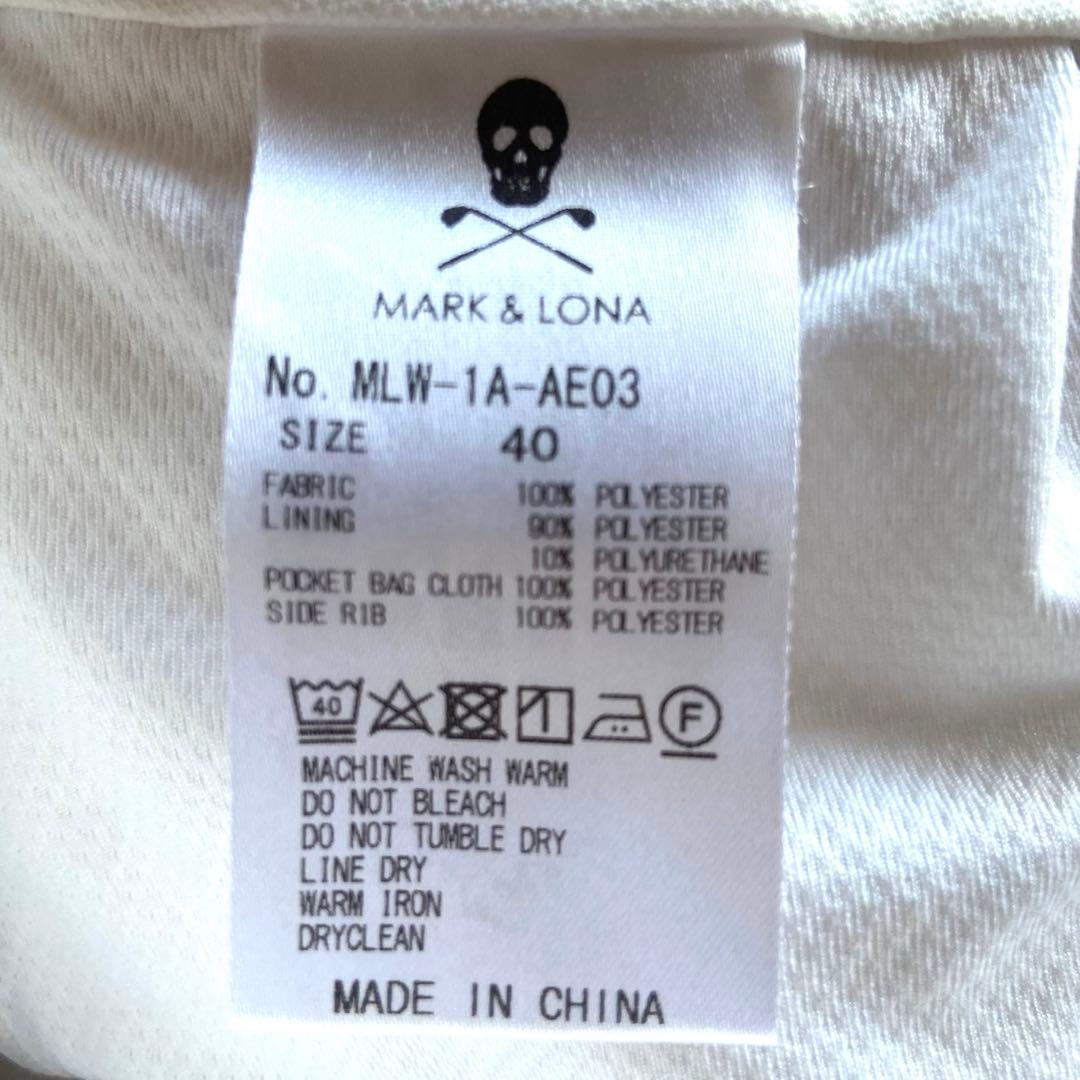 MARK & LONA
No. MLW-1A-AE03
SIZE 40
FABRIC 100% POLYESTER
LINING 90% POLYESTER
10% POLYURETHANE
POCKET BAG CLOTH 100% POLYESTER
SIDE RIB 100% POLYESTER
40 F
MACHINE WASH WARM
DO NOT BLEACH
DO NOT TUMBLE DRY
LINE DRY
WARM IRON
DRYCLEAN
MADE IN CHINA